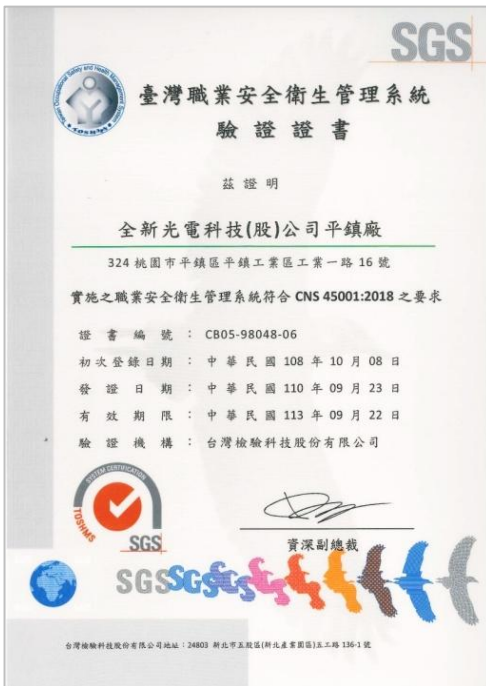 SGS
Taiwan Occupational Safety and Health Management System
TOSHMS
臺灣職業安全衛生管理系統
驗證證書
茲證明
全新光電科技(股)公司平鎮廠
324 桃園市平鎮區平鎮工業區工業一路 16 號
實施之職業安全衛生管理系統符合 CNS 45001:2018 之要求
證書編號：CB05-98048-06
初次登錄日期：中華民國 108 年 10 月 08 日
發證日期：中華民國 110 年 09 月 23 日
有效期限：中華民國 113 年 09 月 22 日
驗證機構：台灣檢驗科技股份有限公司
SYSTEM CERTIFICATION
TOSHMS
SGS
資深副總裁
SGSSGSSGS
台灣檢驗科技股份有限公司地址：24803 新北市五股區(新北產業園區)五工路 136-1 號